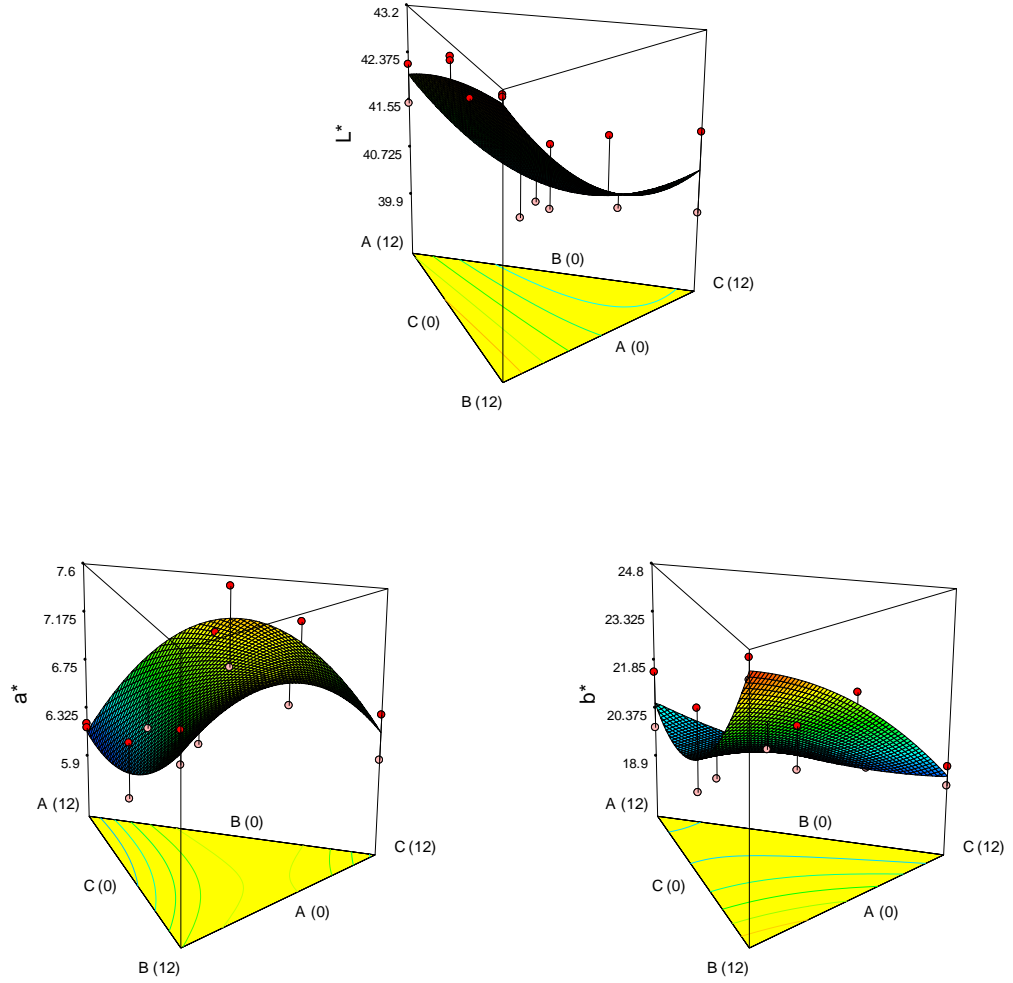 43.2
42.375
41.55
40.725
39.9
L*
A (12)
B (0)
C (12)
C (0)
A (0)
B (12)
7.6
7.175
6.75
6.325
5.9
a*
A (12)
B (0)
C (12)
C (0)
A (0)
B (12)
24.8
23.325
21.85
20.375
18.9
b*
A (12)
B (0)
C (12)
C (0)
A (0)
B (12)